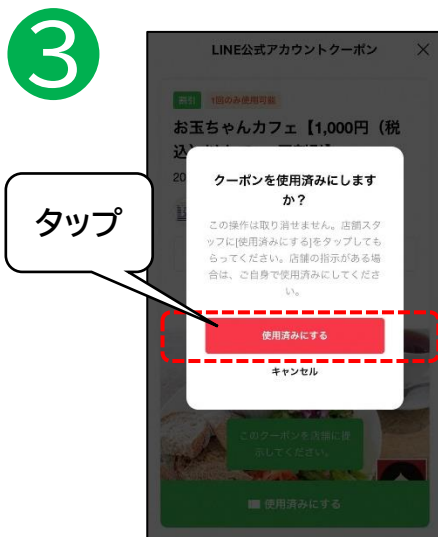 3
LINE公式アカウントクーポン
割引 1回のみ使用可能
お玉ちゃんカフェ【1,000円（税
込
20
クーポンを使用済みにします
か？
この操作は取り消せません。店舗スタ
ッフに[使用済みにする]をタップしても
らってください。店舗の指示がある場
合は、ご自身で使用済みにしてくださ
い。
タップ
使用済みにする
キャンセル
このクーポンを店舗に提
示してください。
使用済みにする